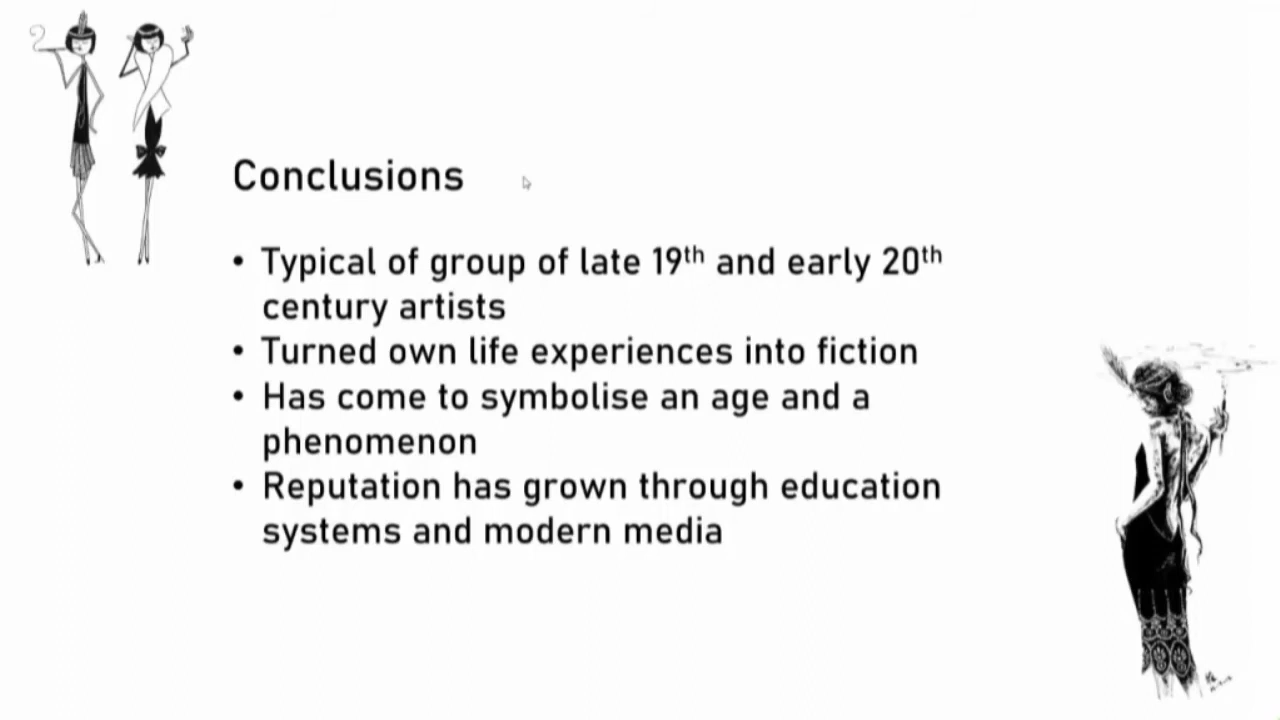 Conclusions
• Typical of group of late 19th and early 20th
century artists
• Turned own life experiences into fiction
• Has come to symbolise an age and a
phenomenon
• Reputation has grown through education
systems and modern media